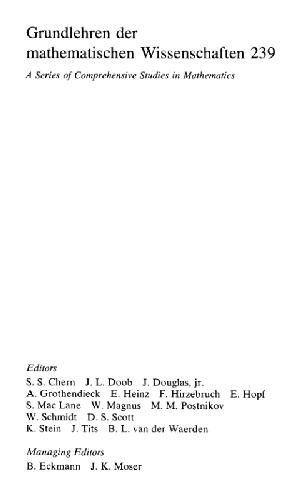 Grundlehren der
mathematischen Wissenschaften 239
A Series of Comprehensive Studies in Mathematics
Editors
S. S. Chern J. L. Doob J. Douglas, jr.
A. Grothendieck E. Heinz F. Hirzebruch E. Hopf
S. Mac Lane W. Magnus M. M. Postnikov
W. Schmidt D. S. Scott
K. Stein J. Tits B. L. van der Waerden
Managing Editors
B. Eckmann J. K. Moser